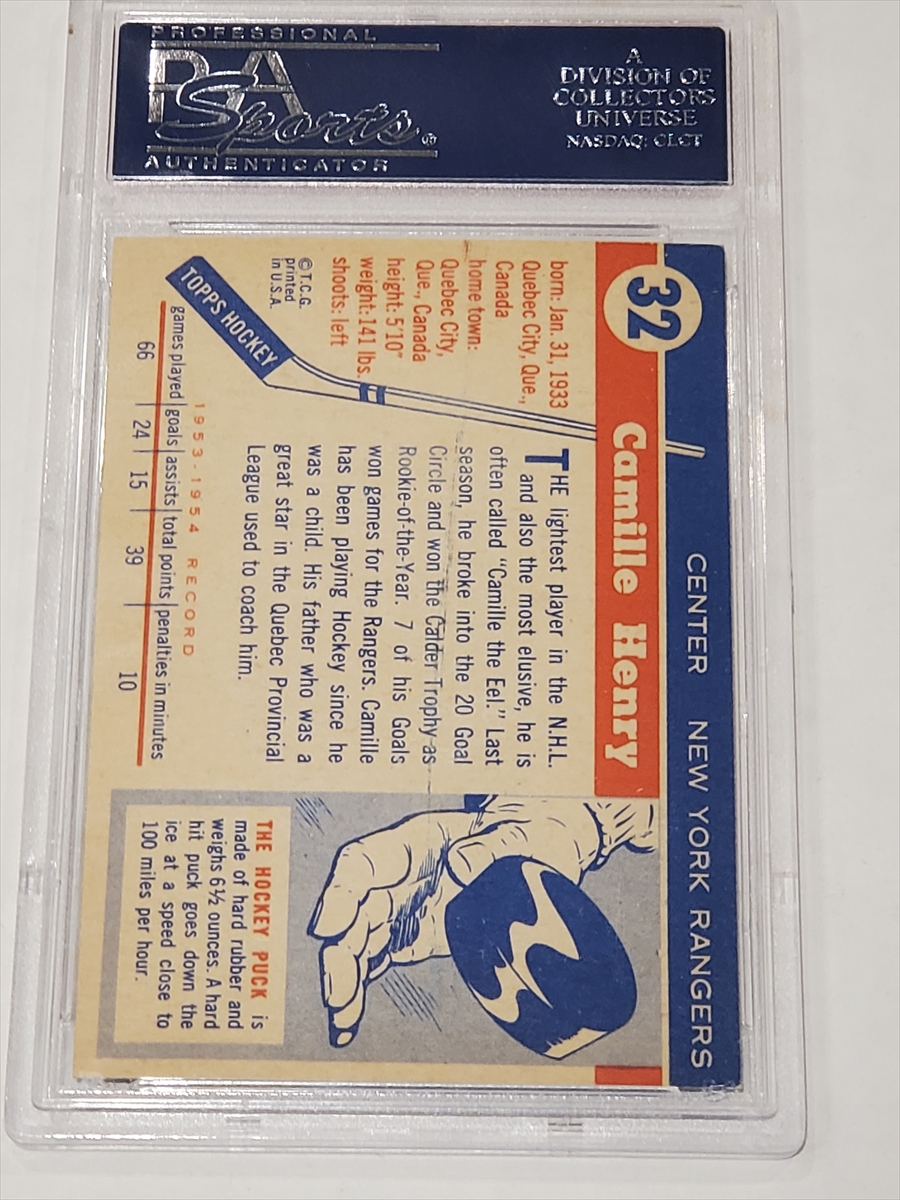 PROFESSIONAL
PSA
Sports®
AUTHENTICATOR
A
DIVISION OF
COLLECTORS
UNIVERSE
NASDAQ: CLCT
32
CENTER NEW YORK RANGERS
Camille Henry
born: Jan. 31, 1933
Quebec City, Que.,
Canada
home town:
Quebec City,
Que., Canada
height: 5'10"
weight: 141 lbs.
shoots: left
© T.C.G.
printed
in U.S.A.
TOPPS HOCKEY
THE lightest player in the N.H.L.
and also the most elusive, he is
often called "Camille the Eel." Last
season, he broke into the 20 Goal
Circle and won the Calder Trophy as
Rookie-of-the-Year. 7 of his Goals
won games for the Rangers. Camille
has been playing Hockey since he
was a child. His father who was a
great star in the Quebec Provincial
League used to coach him.
1953-1954 RECORD
games played goals assists total points penalties in minutes
66 24 15 39 10
THE HOCKEY PUCK is
made of hard rubber and
weighs 6½ ounces. A hard
hit puck goes down the
ice at a speed close to
100 miles per hour.